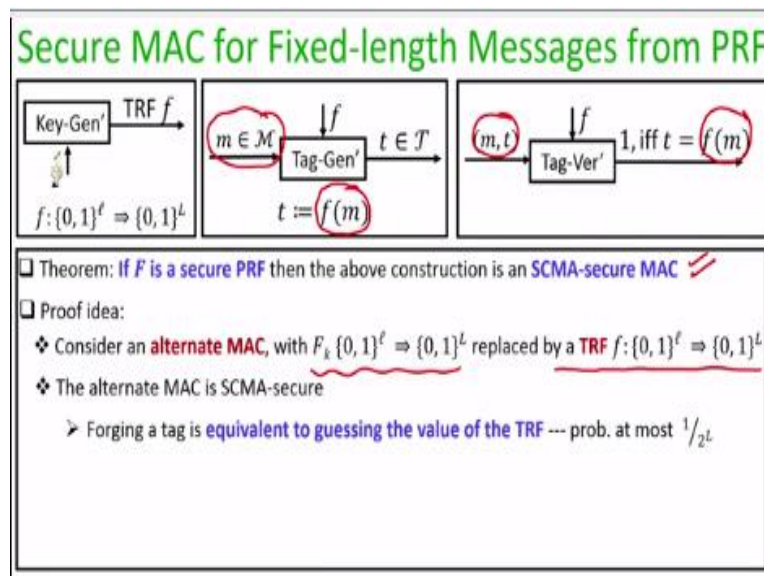 Secure MAC for Fixed-length Messages from PRF
Key-Gen′
TRF f
f: {0, 1}^ℓ ⇒ {0, 1}^L
f
m ∈ ℳ
Tag-Gen′
t ∈ 𝒯
t ≔ f(m)
f
(m, t)
Tag-Ver′
1, iff t = f(m)
❑ Theorem: If F is a secure PRF then the above construction is an SCMA-secure MAC
❑ Proof idea:
❖ Consider an alternate MAC, with F_k {0, 1}^ℓ ⇒ {0, 1}^L replaced by a TRF f: {0, 1}^ℓ ⇒ {0, 1}^L
❖ The alternate MAC is SCMA-secure
➢ Forging a tag is equivalent to guessing the value of the TRF --- prob. at most 1/2^L